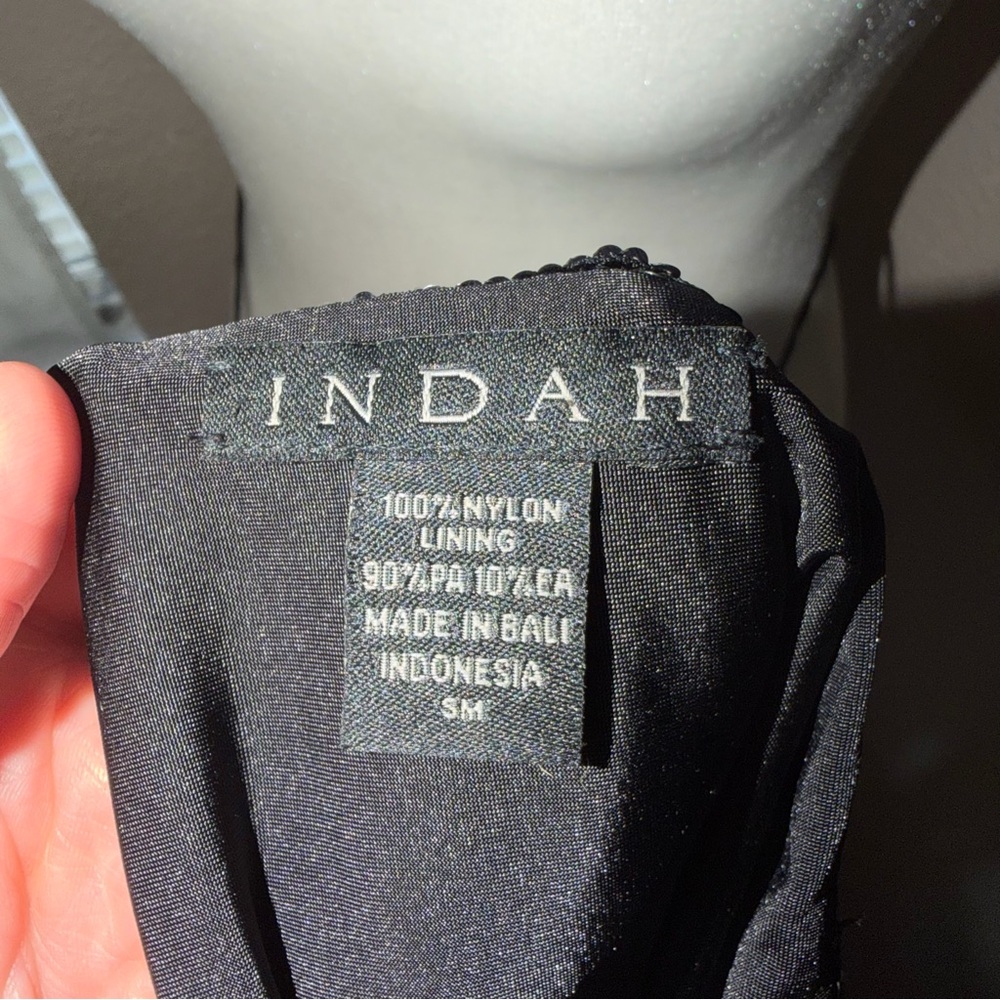 INDAH
100% NYLON
LINING
90% PA 10% EA
MADE IN BALI
INDONESIA
SM